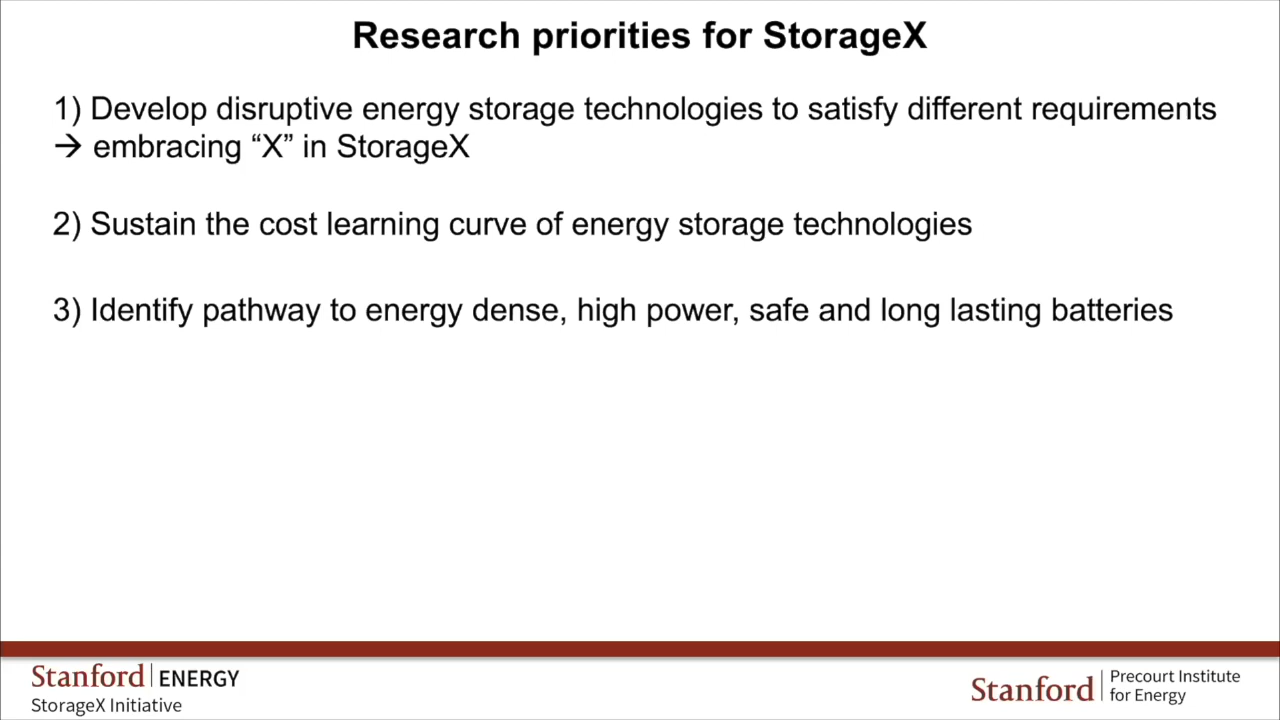 Research priorities for StorageX
1) Develop disruptive energy storage technologies to satisfy different requirements
→ embracing “X” in StorageX
2) Sustain the cost learning curve of energy storage technologies
3) Identify pathway to energy dense, high power, safe and long lasting batteries
Stanford | ENERGY
StorageX Initiative
Stanford | Precourt Institute
for Energy